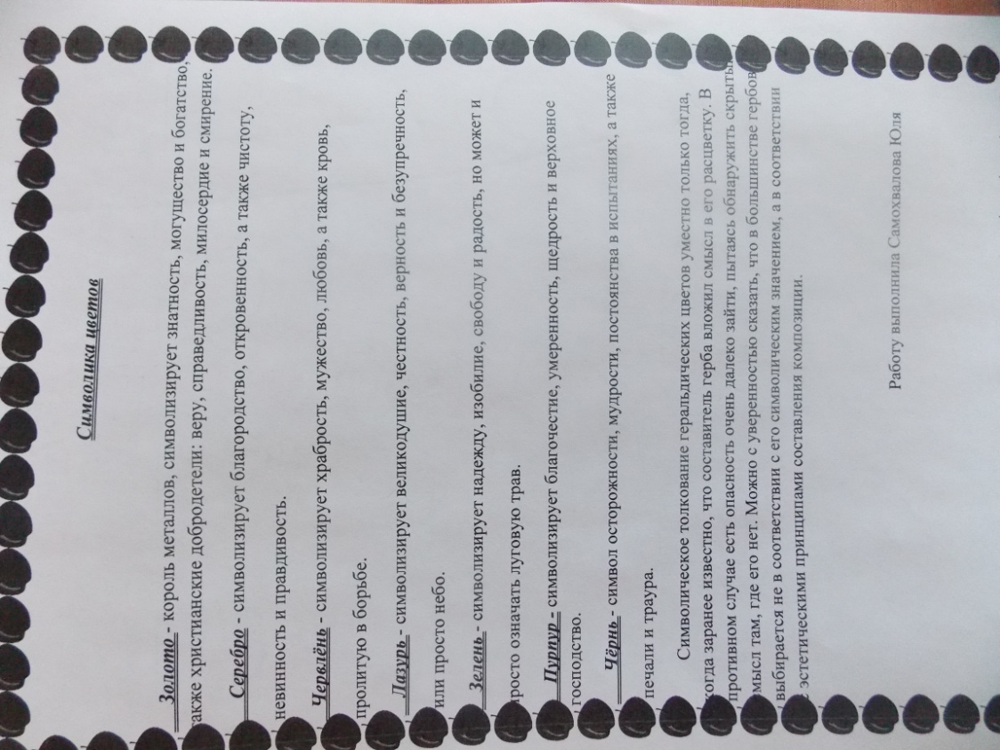 Символика цветов
Золото - король металлов, символизирует знатность, могущество и богатство,
также христианские добродетели: веру, справедливость, милосердие и смирение.
Серебро - символизирует благородство, откровенность, а также чистоту,
невинность и правдивость.
Червлёнь - символизирует храбрость, мужество, любовь, а также кровь,
пролитую в борьбе.
Лазурь - символизирует великодушие, честность, верность и безупречность,
или просто небо.
Зелень - символизирует надежду, изобилие, свободу и радость, но может и
просто означать луговую трав.
Пурпур - символизирует благочестие, умеренность, щедрость и верховное
господство.
Чёрнь - символ осторожности, мудрости, постоянства в испытаниях, а также
печали и траура.
Символическое толкование геральдических цветов уместно только тогда,
когда заранее известно, что составитель герба вложил смысл в его расцветку. В
противном случае есть опасность очень далеко зайти, пытаясь обнаружить скрытый
смысл там, где его нет. Можно с уверенностью сказать, что в большинстве гербов
выбирается не в соответствии с его символическим значением, а в соответствии
с эстетическими принципами составления композиции.
Работу выполнила Самохвалова Юля